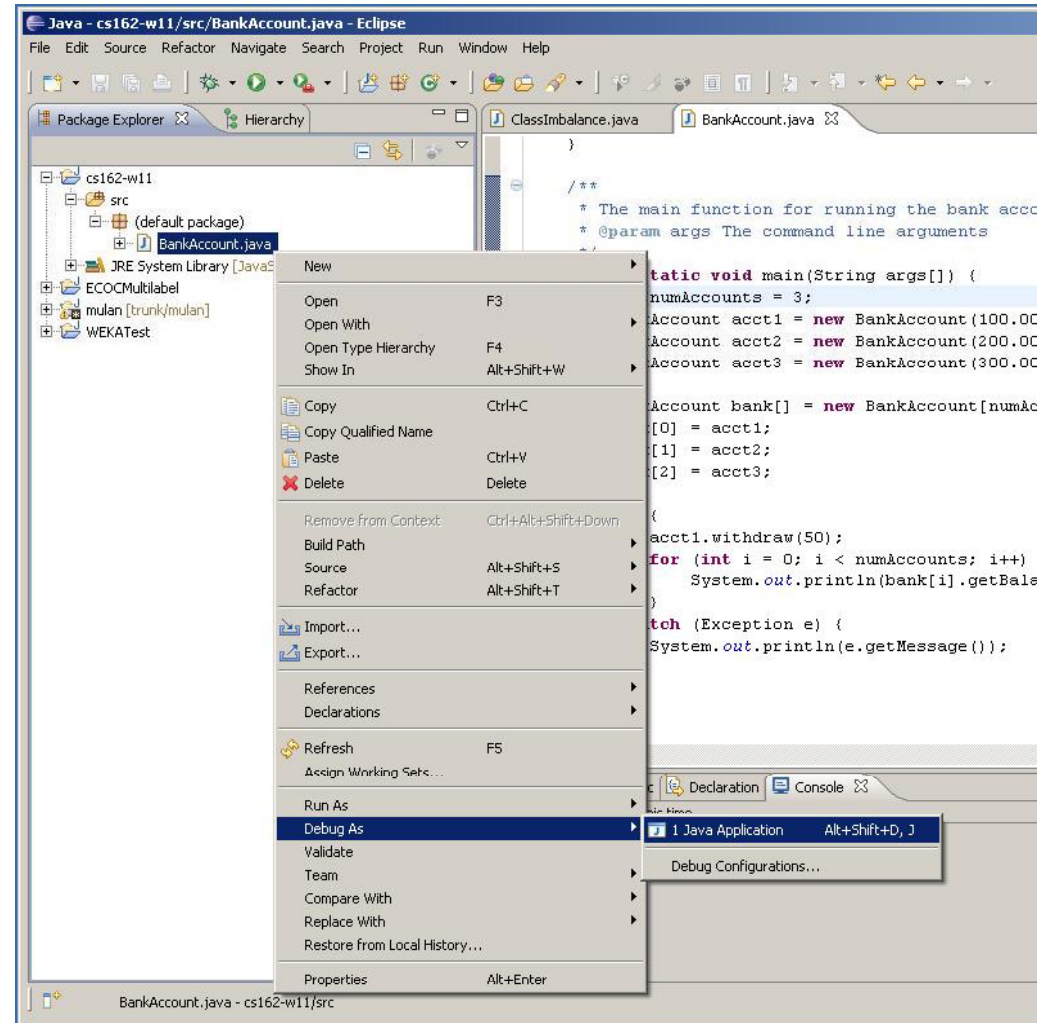 Java - cs162-w11/src/BankAccount.java - Eclipse
File Edit Source Refactor Navigate Search Project Run Window Help
Package Explorer Hierarchy
ClassImbalance.java BankAccount.java
cs162-w11
src
(default package)
BankAccount.java
JRE System Library [JavaS
ECOCMultilabel
mulan [trunk/mulan]
WEKATest
}
/**
* The main function for running the bank acco
* @param args The command line arguments
*/
tatic void main(String args[]) {
numAccounts = 3;
Account acct1 = new BankAccount(100.00
Account acct2 = new BankAccount(200.00
Account acct3 = new BankAccount(300.00
Account bank[] = new BankAccount[numAc
[0] = acct1;
[1] = acct2;
[2] = acct3;
{
acct1.withdraw(50);
for (int i = 0; i < numAccounts; i++)
System.out.println(bank[i].getBala
}
tch (Exception e) {
System.out.println(e.getMessage());
New
Open F3
Open With
Open Type Hierarchy F4
Show In Alt+Shift+W
Copy Ctrl+C
Copy Qualified Name
Paste Ctrl+V
Delete Delete
Remove from Context Ctrl+Alt+Shift+Down
Build Path
Source Alt+Shift+S
Refactor Alt+Shift+T
Import...
Export...
References
Declarations
Refresh F5
Assign Working Sets...
Run As
Debug As
Validate
Team
Compare With
Replace With
Restore from Local History...
Properties Alt+Enter
c Declaration Console
1 Java Application Alt+Shift+D, J
Debug Configurations...
BankAccount.java - cs162-w11/src